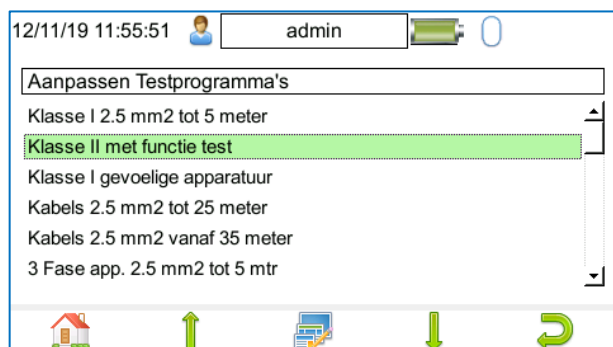 12/11/19 11:55:51 admin
Aanpassen Testprogramma's
Klasse I 2.5 mm2 tot 5 meter
Klasse II met functie test
Klasse I gevoelige apparatuur
Kabels 2.5 mm2 tot 25 meter
Kabels 2.5 mm2 vanaf 35 meter
3 Fase app. 2.5 mm2 tot 5 mtr